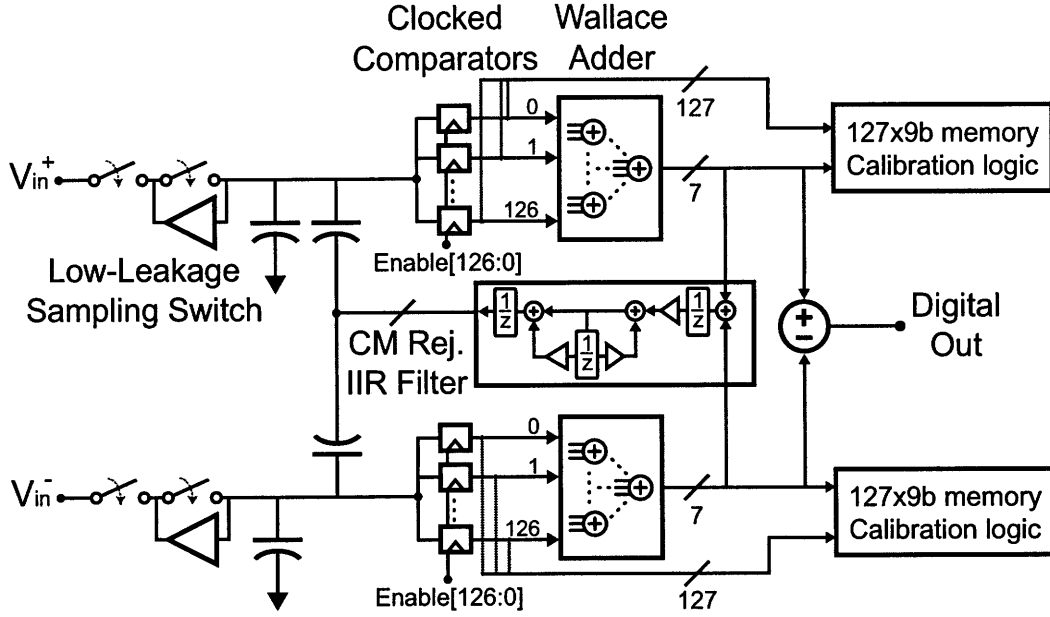 Clocked Comparators
Wallace Adder
0
127
127x9b memory
Calibration logic
Vin+
1
7
126
Enable[126:0]
Low-Leakage
Sampling Switch
1/z
1/z
1/z
+
−
Digital
Out
CM Rej.
IIR Filter
0
Vin-
1
7
127x9b memory
Calibration logic
126
Enable[126:0]
127